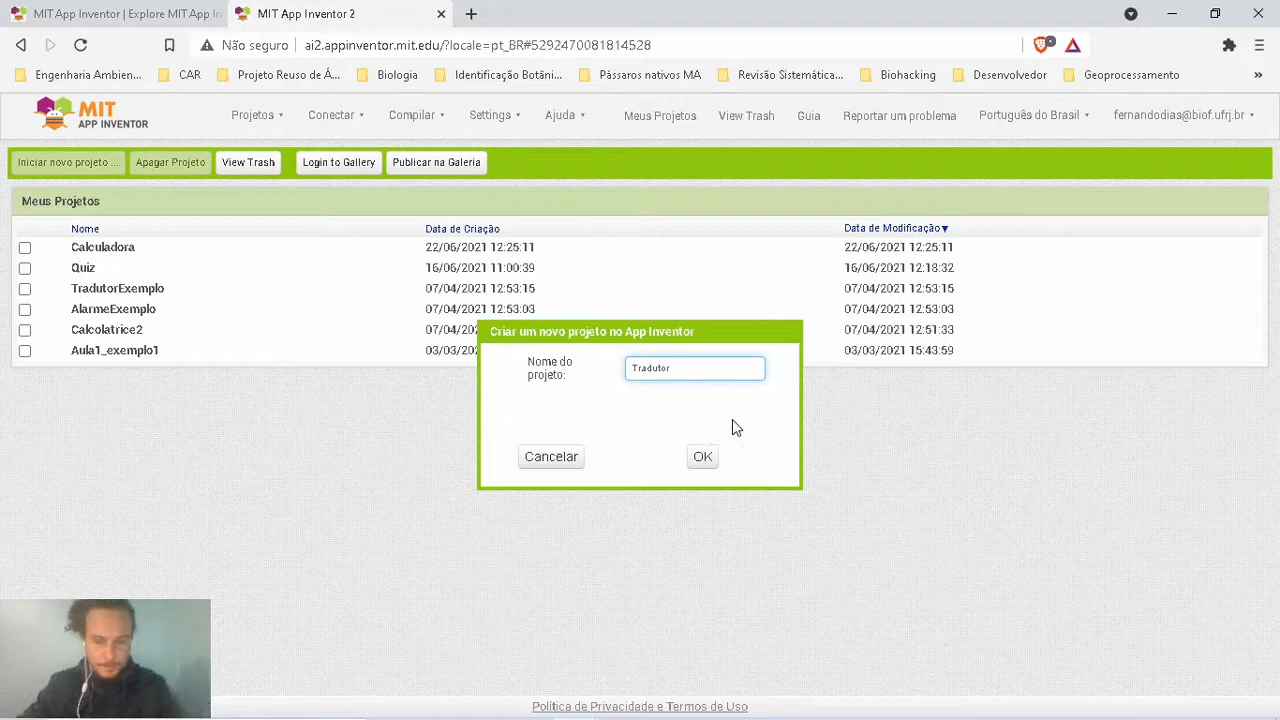 MIT App Inventor | Explore MIT App In
MIT App Inventor 2
Não seguro
ai2.appinventor.mit.edu/?locale=pt_BR#5292470081814528
Engenharia Ambien...
CAR
Projeto Reuso de Á...
Biologia
Identificação Botâni...
Pássaros nativos MA
Revisão Sistemática...
Biohacking
Desenvolvedor
Geoprocessamento
»
MIT
APP INVENTOR
Projetos
Conectar
Compilar
Settings
Ajuda
Meus Projetos
View Trash
Guia
Reportar um problema
Português do Brasil
fernandodias@biof.ufrj.br
Iniciar novo projeto ...
Apagar Projeto
View Trash
Login to Gallery
Publicar na Galeria
Meus Projetos
Nome Data de Criação Data de Modificação▼
Calculadora 22/06/2021 12:25:11 22/06/2021 12:25:11
Quiz 16/06/2021 11:00:39 16/06/2021 12:18:32
TradutorExemplo 07/04/2021 12:53:15 07/04/2021 12:53:15
AlarmeExemplo 07/04/2021 12:53:03 07/04/2021 12:53:03
Calcolatrice2 07/04/202 07/04/2021 12:51:33
Aula1_exemplo1 03/03/202 03/03/2021 15:43:59
Criar um novo projeto no App Inventor
Nome do
projeto:
Tradutor
Cancelar
OK
Política de Privacidade e Termos de Uso